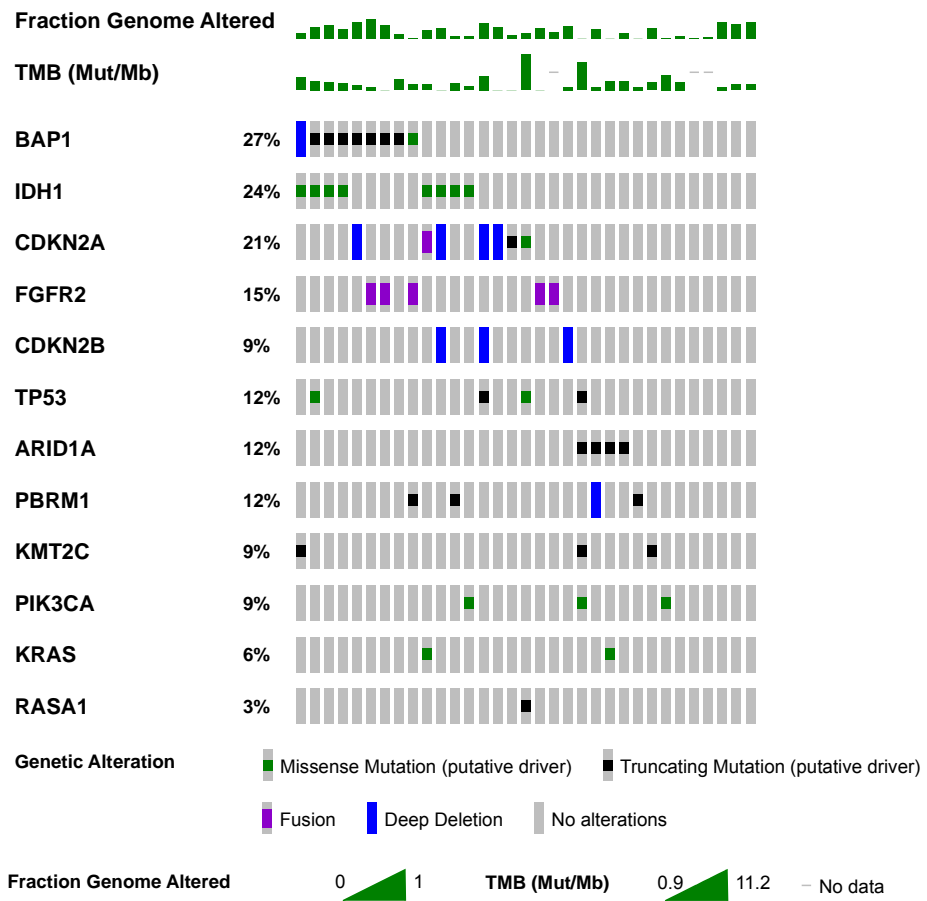 Fraction Genome Altered
TMB (Mut/Mb)
BAP1 27%
IDH1 24%
CDKN2A 21%
FGFR2 15%
CDKN2B 9%
TP53 12%
ARID1A 12%
PBRM1 12%
KMT2C 9%
PIK3CA 9%
KRAS 6%
RASA1 3%
Genetic Alteration Missense Mutation (putative driver) Truncating Mutation (putative driver)
Fusion Deep Deletion No alterations
Fraction Genome Altered 0 1 TMB (Mut/Mb) 0.9 11.2 – No data